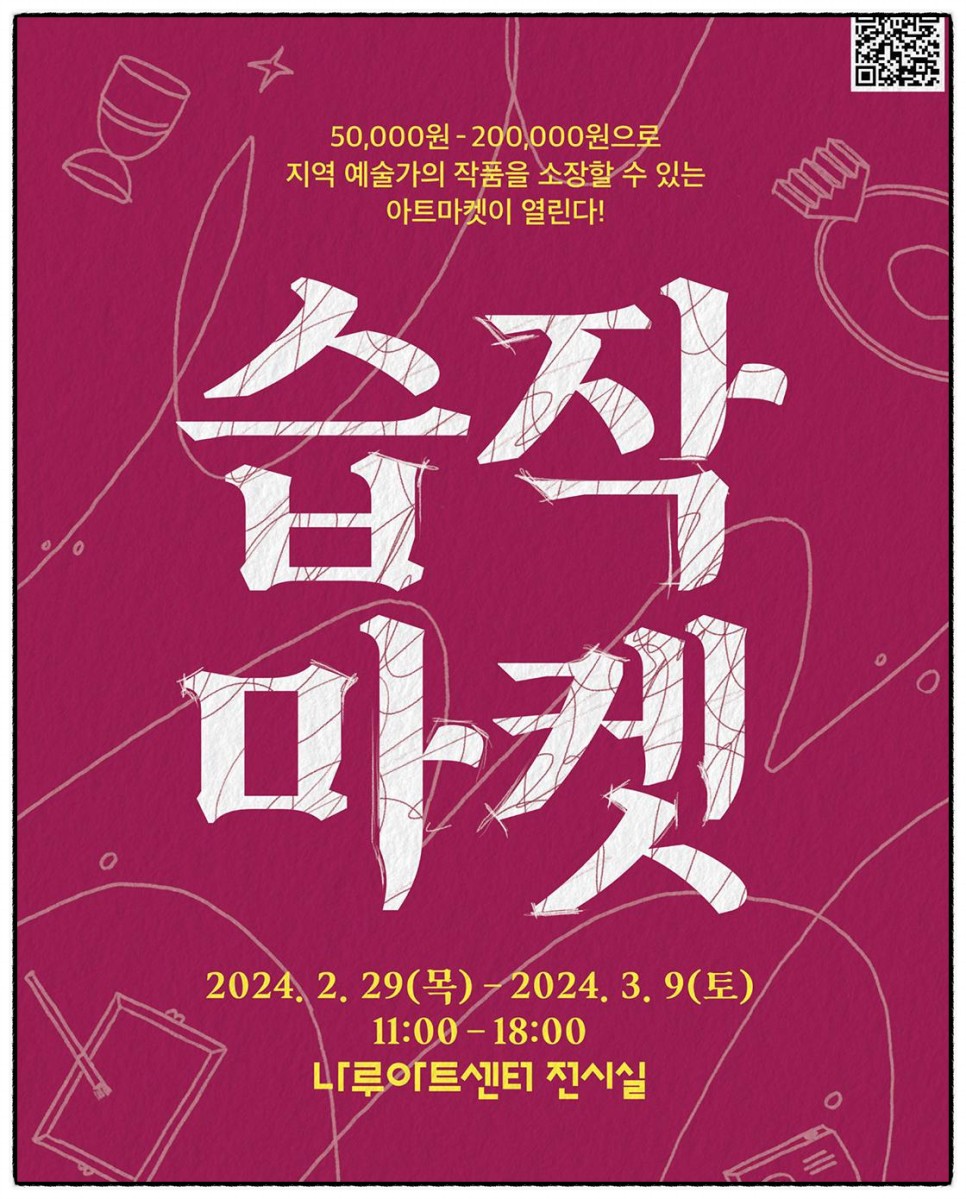 50,000원 - 200,000원으로
지역 예술가의 작품을 소장할 수 있는
아트마켓이 열린다!
습작
마켓
2024. 2. 29(목) - 2024. 3. 9(토)
11:00 - 18:00
나루아트센터 전시실